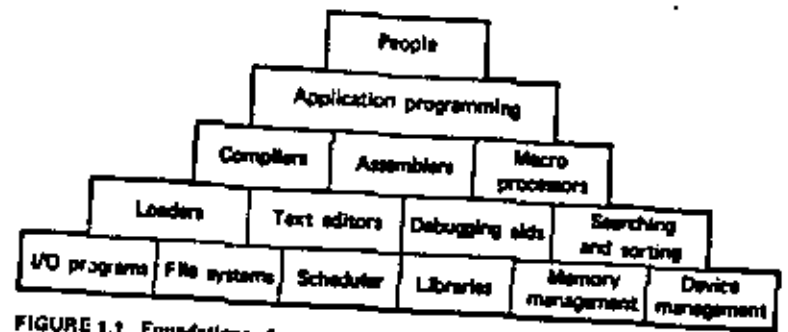 People
Application programming
Compilers
Assemblers
Macro
processors
Loaders
Text editors
Debugging aids
Searching
and sorting
I/O programs
File systems
Scheduler
Libraries
Memory
management
Device
management
FIGURE 1.1 Foundations